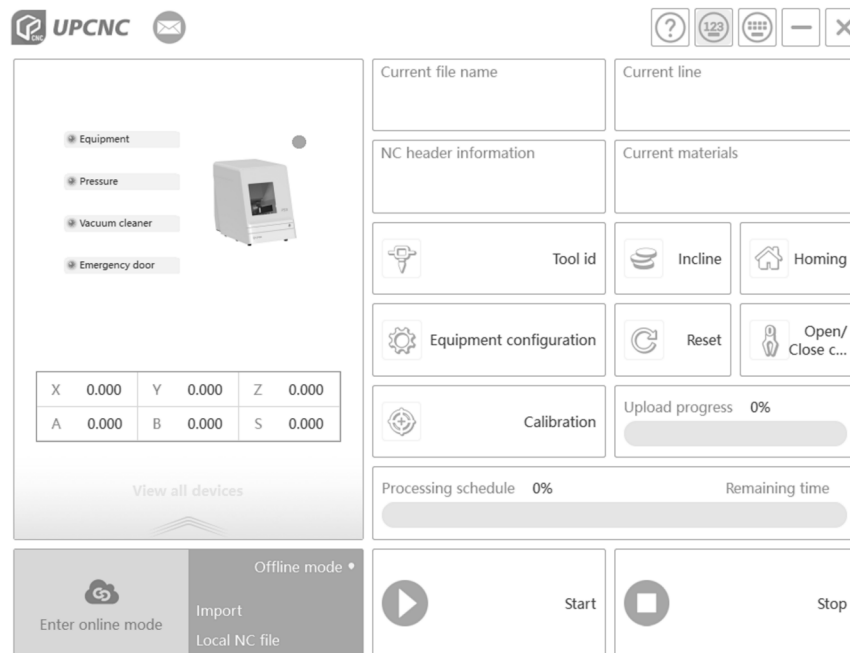 UPCNC
CNC
123
Equipment
Pressure
Vacuum cleaner
Emergency door
X 0.000 Y 0.000 Z 0.000
A 0.000 B 0.000 S 0.000
View all devices
Enter online mode
Offline mode
Import
Local NC file
Current file name
Current line
NC header information
Current materials
Tool id
Incline
Homing
Equipment configuration
Reset
Open/
Close c...
Calibration
Upload progress 0%
Processing schedule 0% Remaining time
Start
Stop